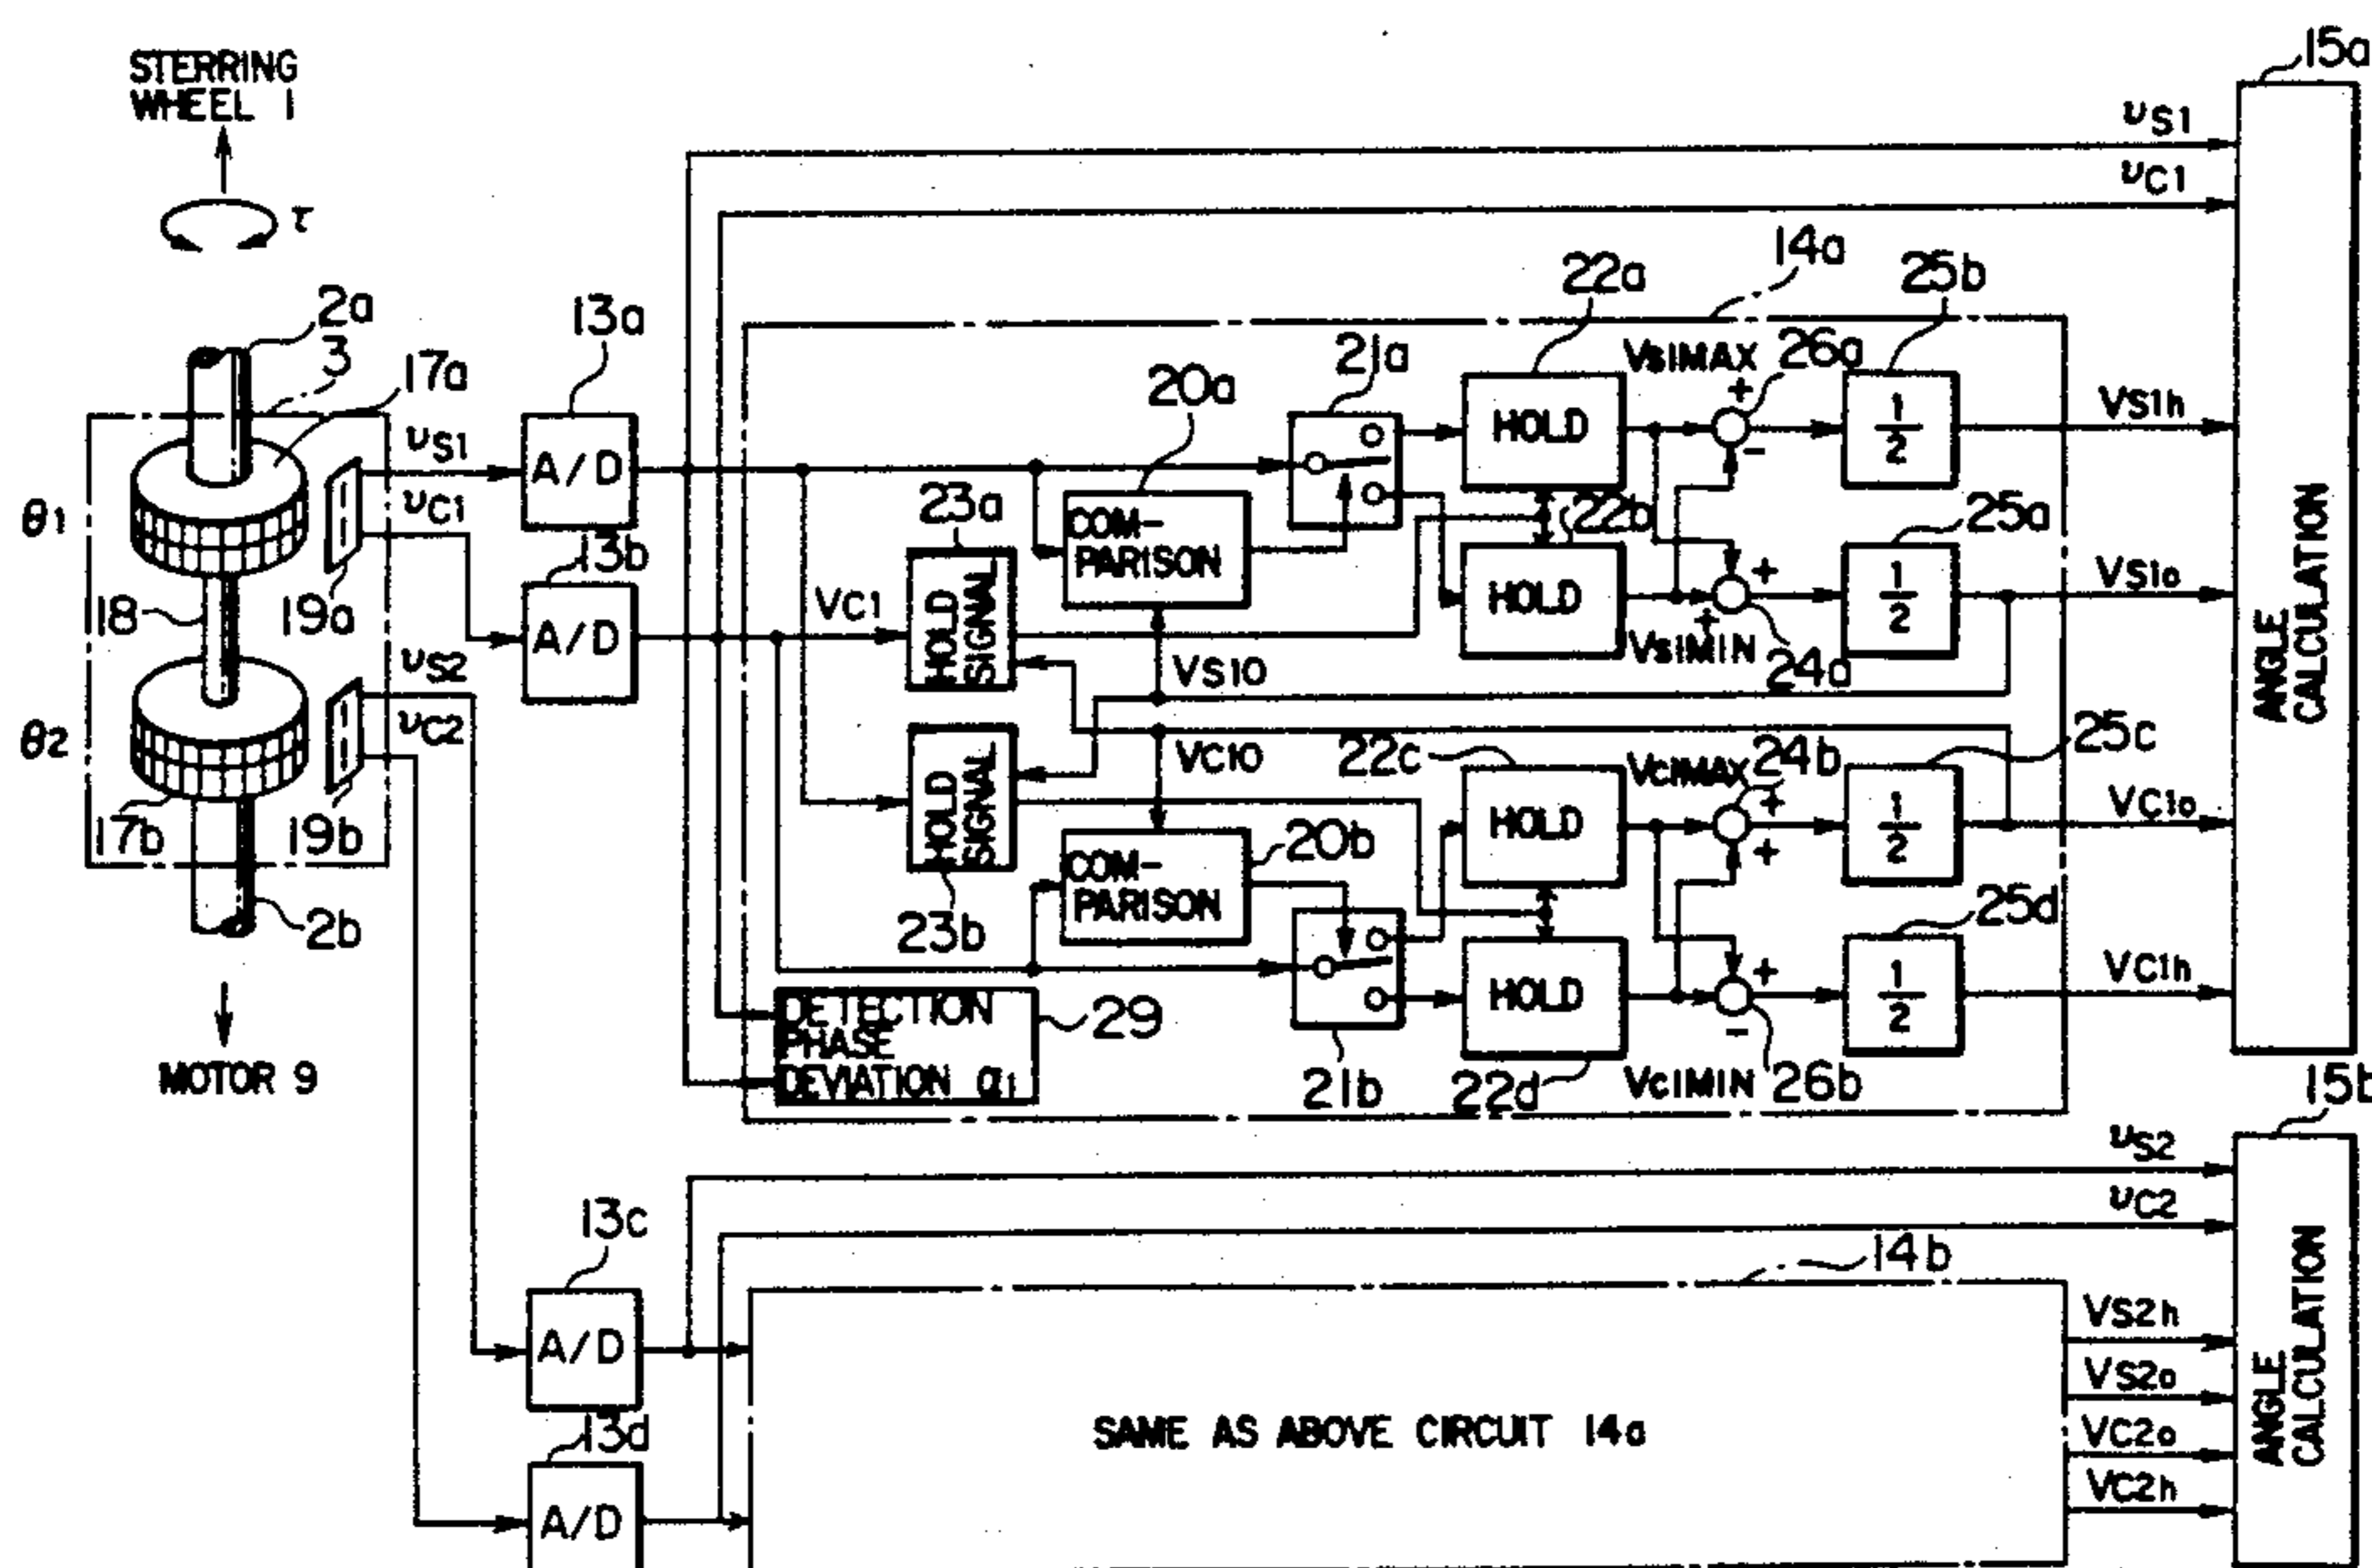 STERRING
WHEEL 1
τ
2a
3
17a
θ1
υS1
υC1
18
19a
υS2
υC2
θ2
17b
19b
2b
MOTOR 9
13a
A/D
13b
A/D
13c
A/D
13d
A/D
υS1
υC1
14a
VC1
23a
HOLD
SIGNAL
20a
COM-
PARISON
21a
22a
HOLD
22b
HOLD
VS1MAX
26a
+
-
25b
1/2
VS1h
VS1MIN
24a
+
+
25a
1/2
VS1o
VS10
VC10
HOLD
SIGNAL
23b
COM-
PARISON
20b
21b
22c
HOLD
22d
HOLD
VC1MAX
24b
+
+
25c
1/2
VC1o
VC1MIN
26b
+
-
25d
1/2
VC1h
DETECTION
PHASE
DEVIATION α1
29
15a
ANGLE
CALCULATION
υS2
υC2
14b
SAME AS ABOVE CIRCUIT 14a
VS2h
VS2o
VC2o
VC2h
15b
ANGLE
CALCULATION